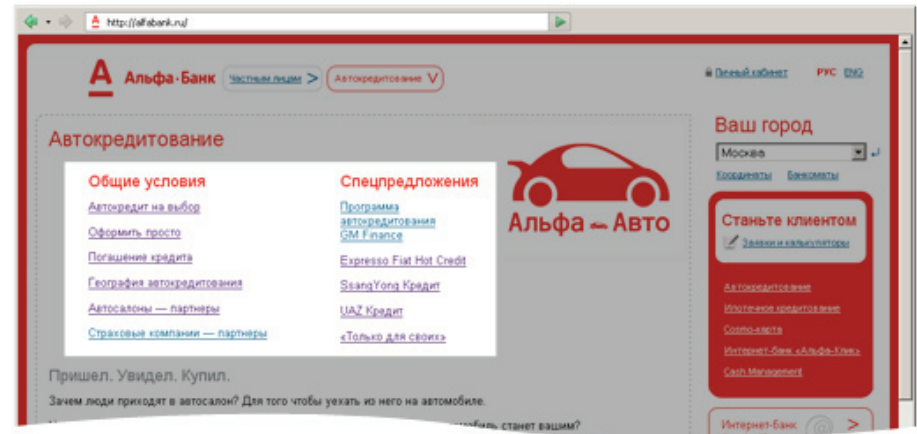 http://alfabank.ru/
Альфа·Банк Частным лицам > Автокредитование V
Личный кабинет РУС ENG
Автокредитование
Общие условия
Автокредит на выбор
Оформить просто
Погашение кредита
География автокредитования
Автосалоны — партнеры
Страховые компании — партнеры
Спецпредложения
Программа
автокредитования
GM Finance
Expresso Fiat Hot Credit
SsangYong Кредит
UAZ Кредит
«Только для своих»
Альфа Авто
Пришел. Увидел. Купил.
Зачем люди приходят в автосалон? Для того чтобы уехать из него на автомобиле.
станет вашим?
Ваш город
Москва
Координаты Банкоматы
Станьте клиентом
Заявки и калькуляторы
Автокредитование
Ипотечное кредитование
Cosmo-карта
Интернет-банк «Альфа-Клик»
Cash Management
Интернет-Банк @ >